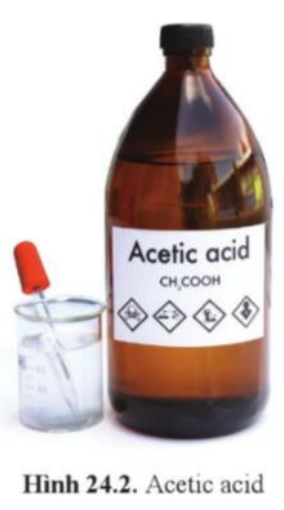 Acetic acid
CH₃COOH
Hình 24.2. Acetic acid